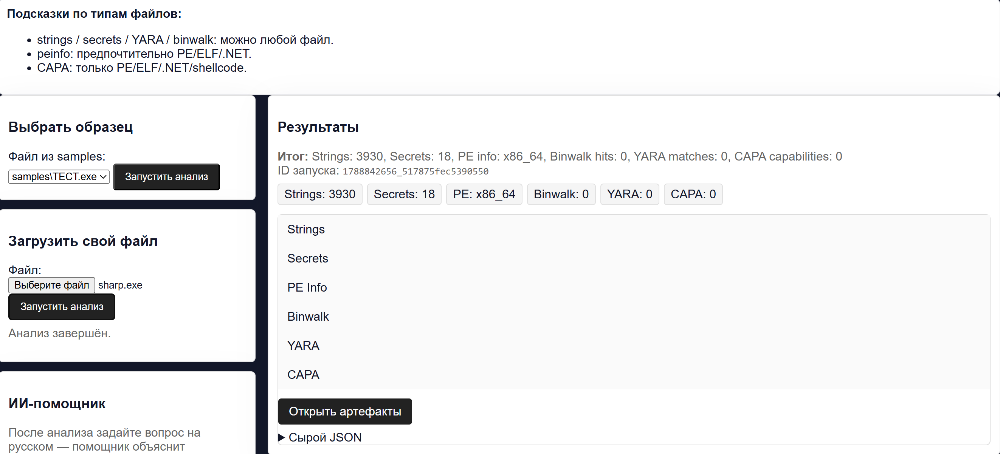 Подсказки по типам файлов:
strings / secrets / YARA / binwalk: можно любой файл.
peinfo: предпочтительно PE/ELF/.NET.
CAPA: только PE/ELF/.NET/shellcode.
Выбрать образец
Файл из samples:
samples\ТЕСТ.exe
Запустить анализ
Загрузить свой файл
Файл:
Выберите файл sharp.exe
Запустить анализ
Анализ завершён.
ИИ-помощник
После анализа задайте вопрос на
русском — помощник объяснит
Результаты
Итог: Strings: 3930, Secrets: 18, PE info: x86_64, Binwalk hits: 0, YARA matches: 0, CAPA capabilities: 0
ID запуска: 1788842656_517875fec5390550
Strings: 3930
Secrets: 18
PE: x86_64
Binwalk: 0
YARA: 0
CAPA: 0
Strings
Secrets
PE Info
Binwalk
YARA
CAPA
Открыть артефакты
Сырой JSON